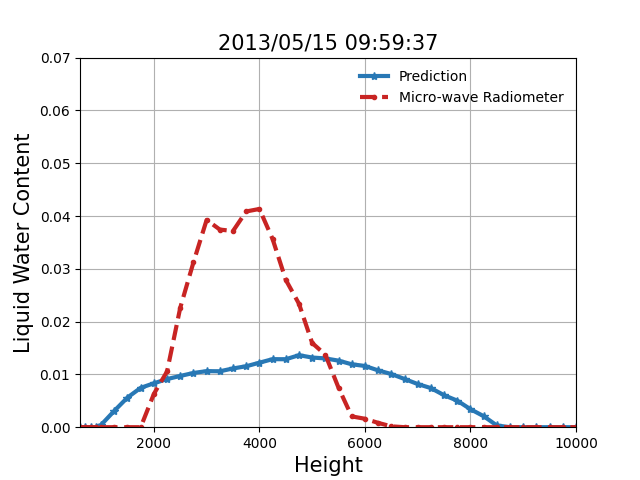 2013/05/15 09:59:37
0.07
0.06
0.05
0.04
0.03
0.02
0.01
0.00
Liquid Water Content
Prediction
Micro-wave Radiometer
2000 4000 6000 8000 10000
Height